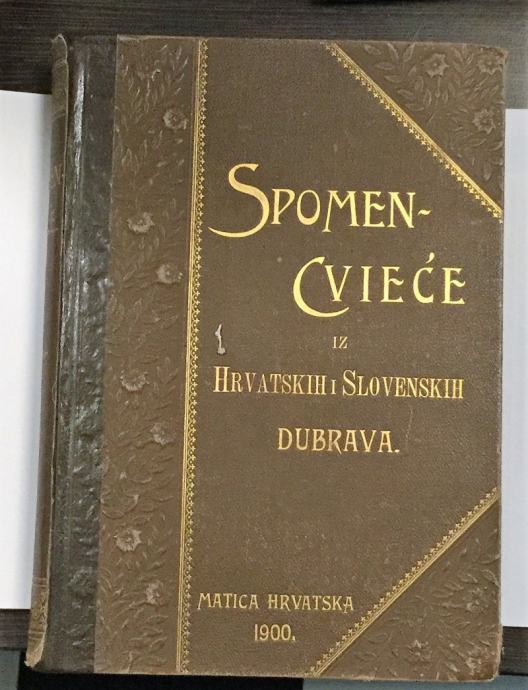 SPOMEN-
CVIEĆE
IZ
HRVATSKIH I SLOVENSKIH
DUBRAVA.
MATICA HRVATSKA
1900.